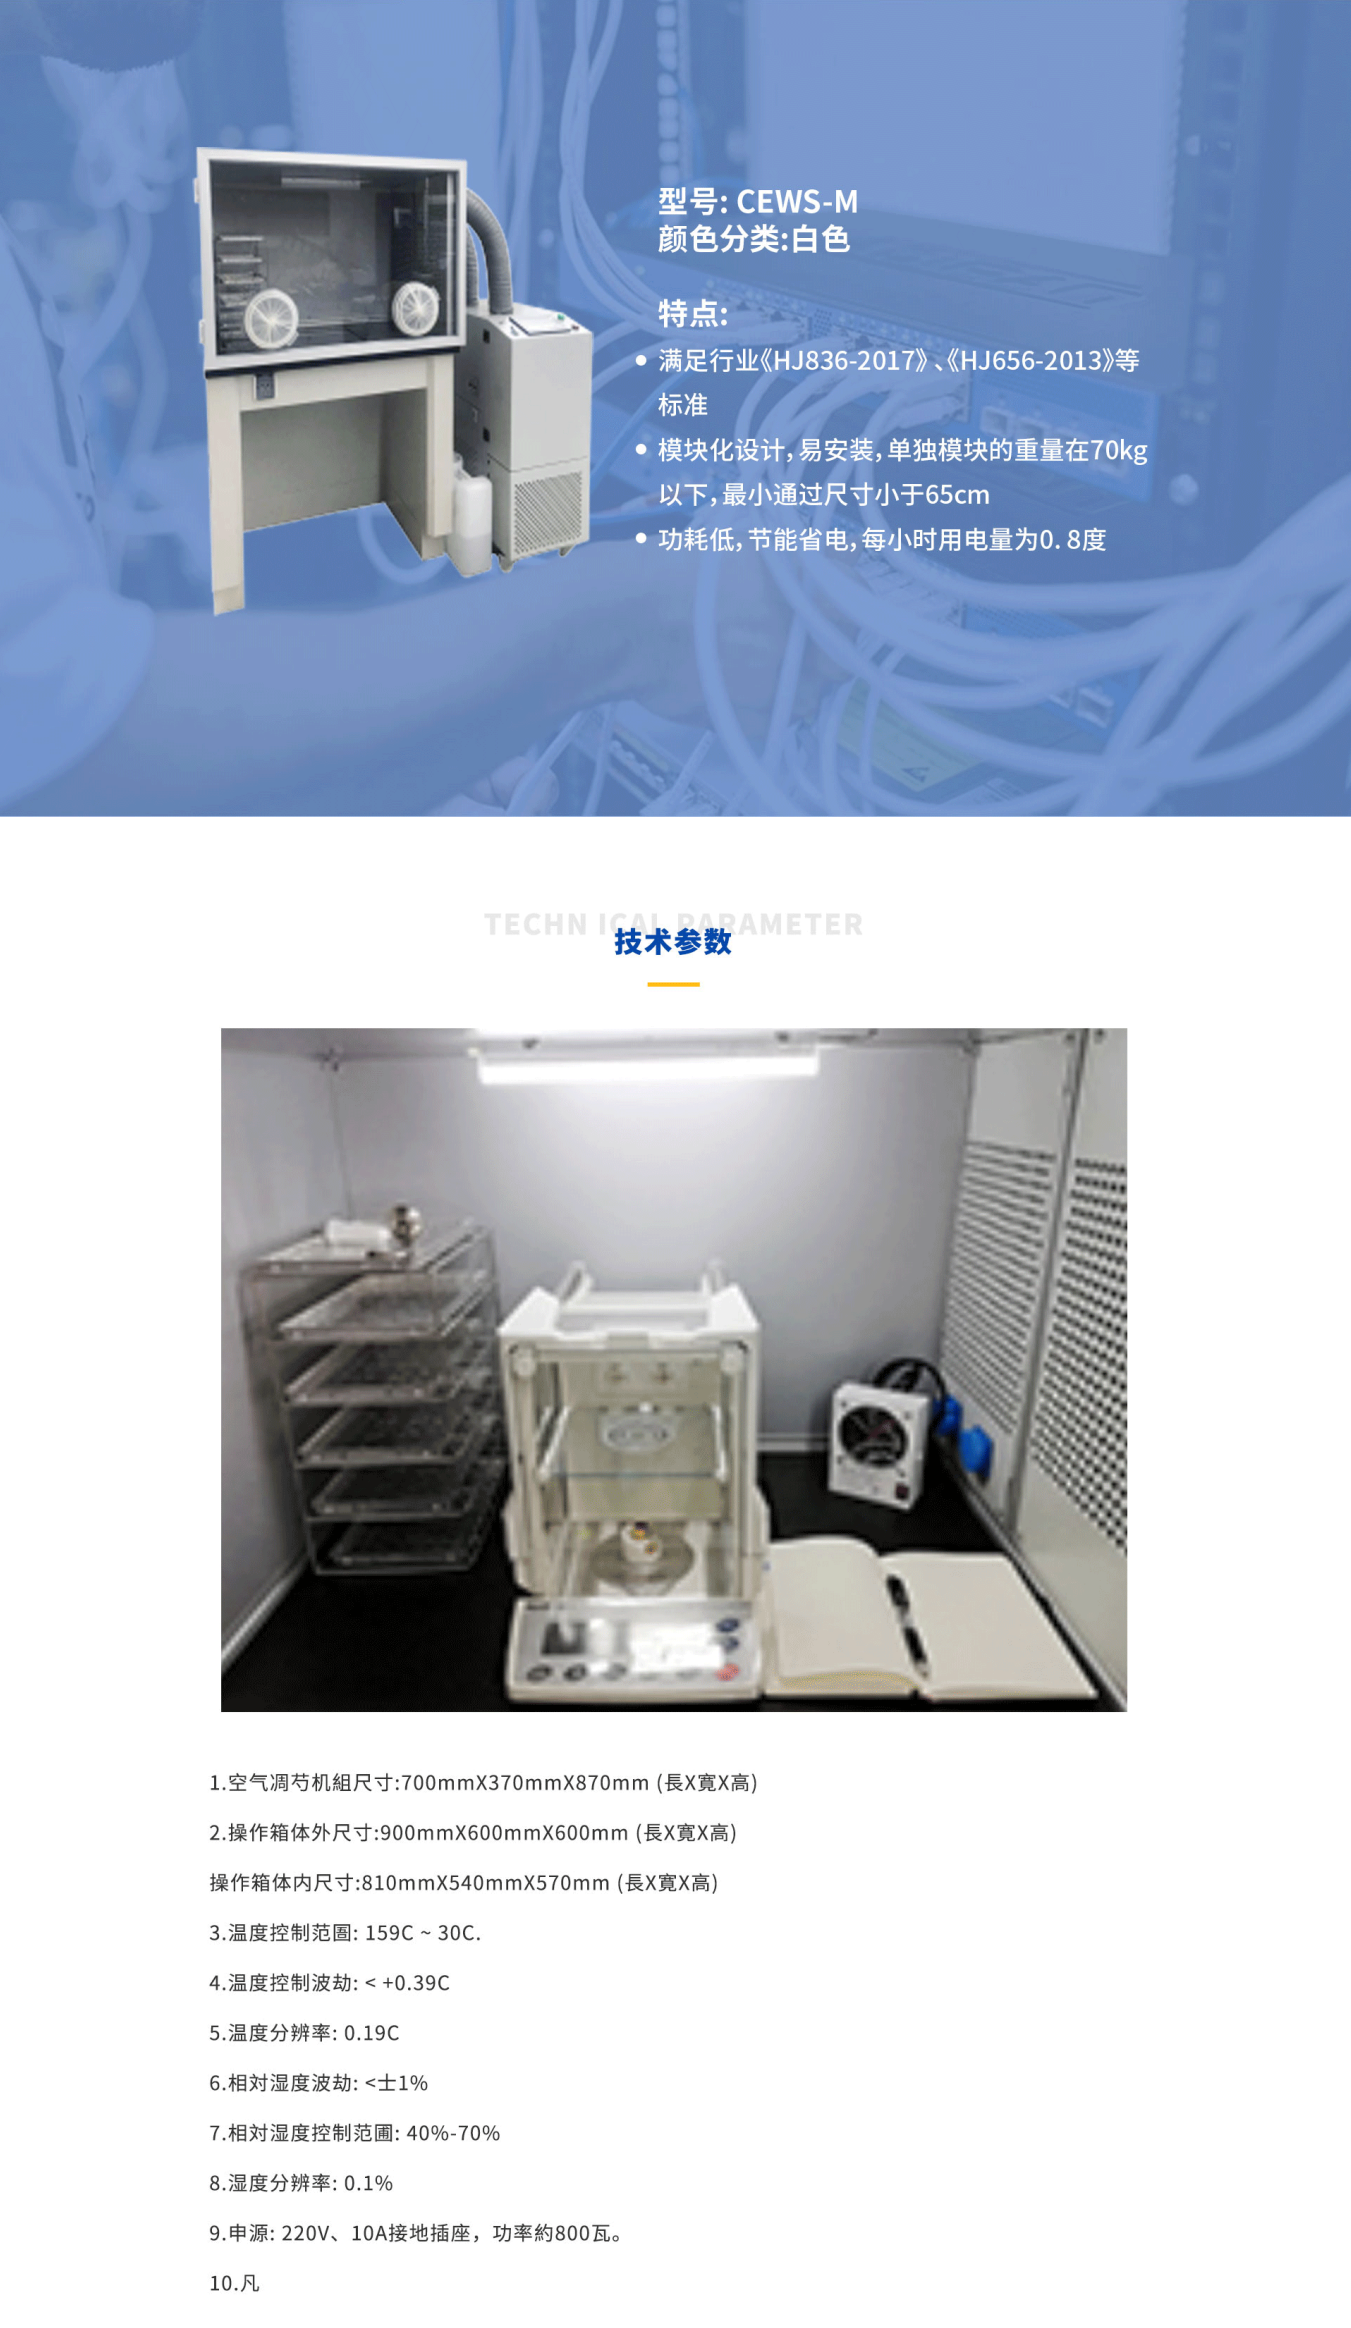 型号: CEWS-M
颜色分类:白色
特点:
满足行业《HJ836-2017》、《HJ656-2013》等
标准
模块化设计，易安装，单独模块的重量在70kg
以下，最小通过尺寸小于65cm
功耗低，节能省电，每小时用电量为0. 8度
TECHN ICAL PARAMETER
技术参数
1.空气凋芍机組尺寸:700mmX370mmX870mm (長X寛X高)
2.操作箱体外尺寸:900mmX600mmX600mm (長X寛X高)
操作箱体内尺寸:810mmX540mmX570mm (長X寛X高)
3.温度控制范圄: 159C ~ 30C.
4.温度控制波劫: < +0.39C
5.温度分辨率: 0.19C
6.相対湿度波劫: <士1%
7.相対湿度控制范圃: 40%-70%
8.湿度分辨率: 0.1%
9.申源: 220V、10A接地插座，功率約800瓦。
10.凡